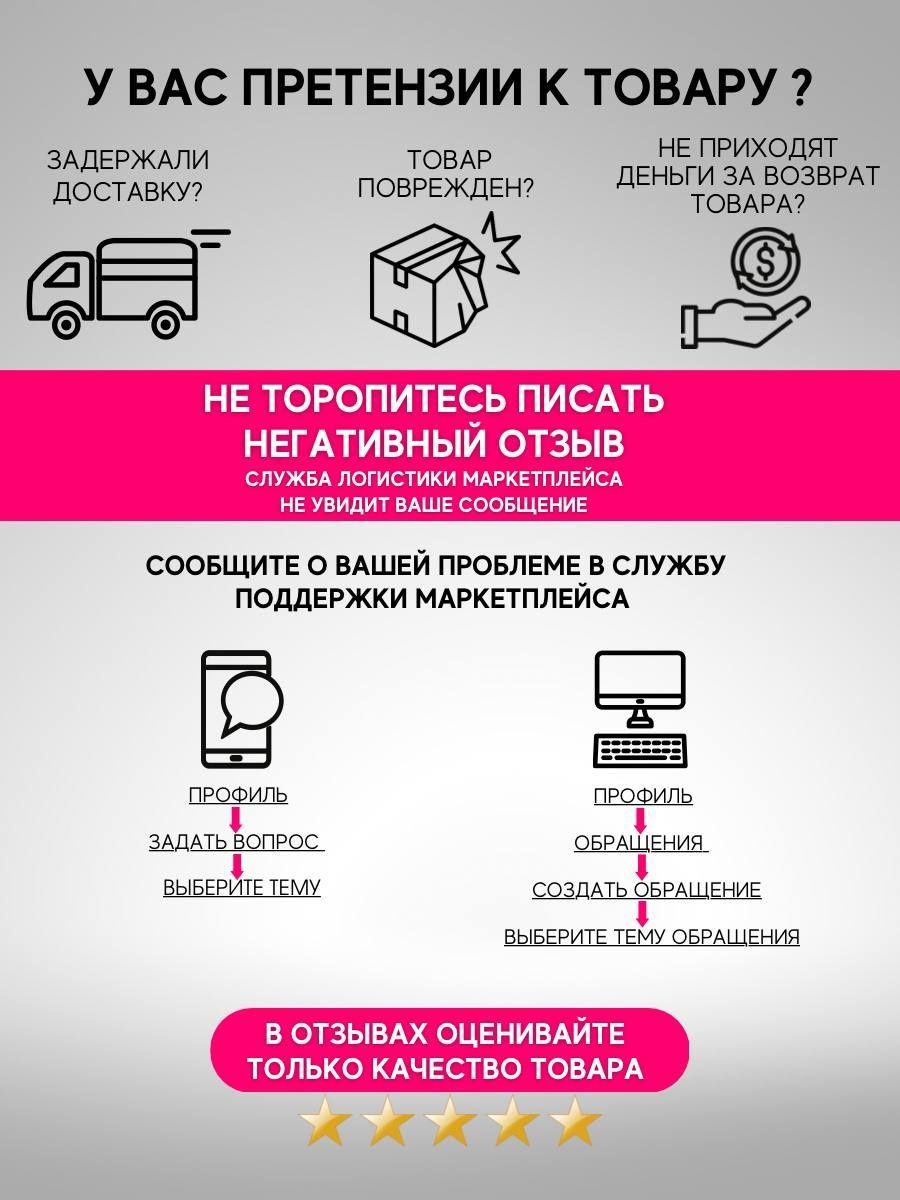 У ВАС ПРЕТЕНЗИИ К ТОВАРУ ?
ЗАДЕРЖАЛИ
ДОСТАВКУ?
ТОВАР
ПОВРЕЖДЕН?
НЕ ПРИХОДЯТ
ДЕНЬГИ ЗА ВОЗВРАТ
ТОВАРА?
$
НЕ ТОРОПИТЕСЬ ПИСАТЬ
НЕГАТИВНЫЙ ОТЗЫВ
СЛУЖБА ЛОГИСТИКИ МАРКЕТПЛЕЙСА
НЕ УВИДИТ ВАШЕ СООБЩЕНИЕ
СООБЩИТЕ О ВАШЕЙ ПРОБЛЕМЕ В СЛУЖБУ
ПОДДЕРЖКИ МАРКЕТПЛЕЙСА
ПРОФИЛЬ
ЗАДАТЬ ВОПРОС
ВЫБЕРИТЕ ТЕМУ
ПРОФИЛЬ
ОБРАЩЕНИЯ
СОЗДАТЬ ОБРАЩЕНИЕ
ВЫБЕРИТЕ ТЕМУ ОБРАЩЕНИЯ
В ОТЗЫВАХ ОЦЕНИВАЙТЕ
ТОЛЬКО КАЧЕСТВО ТОВАРА